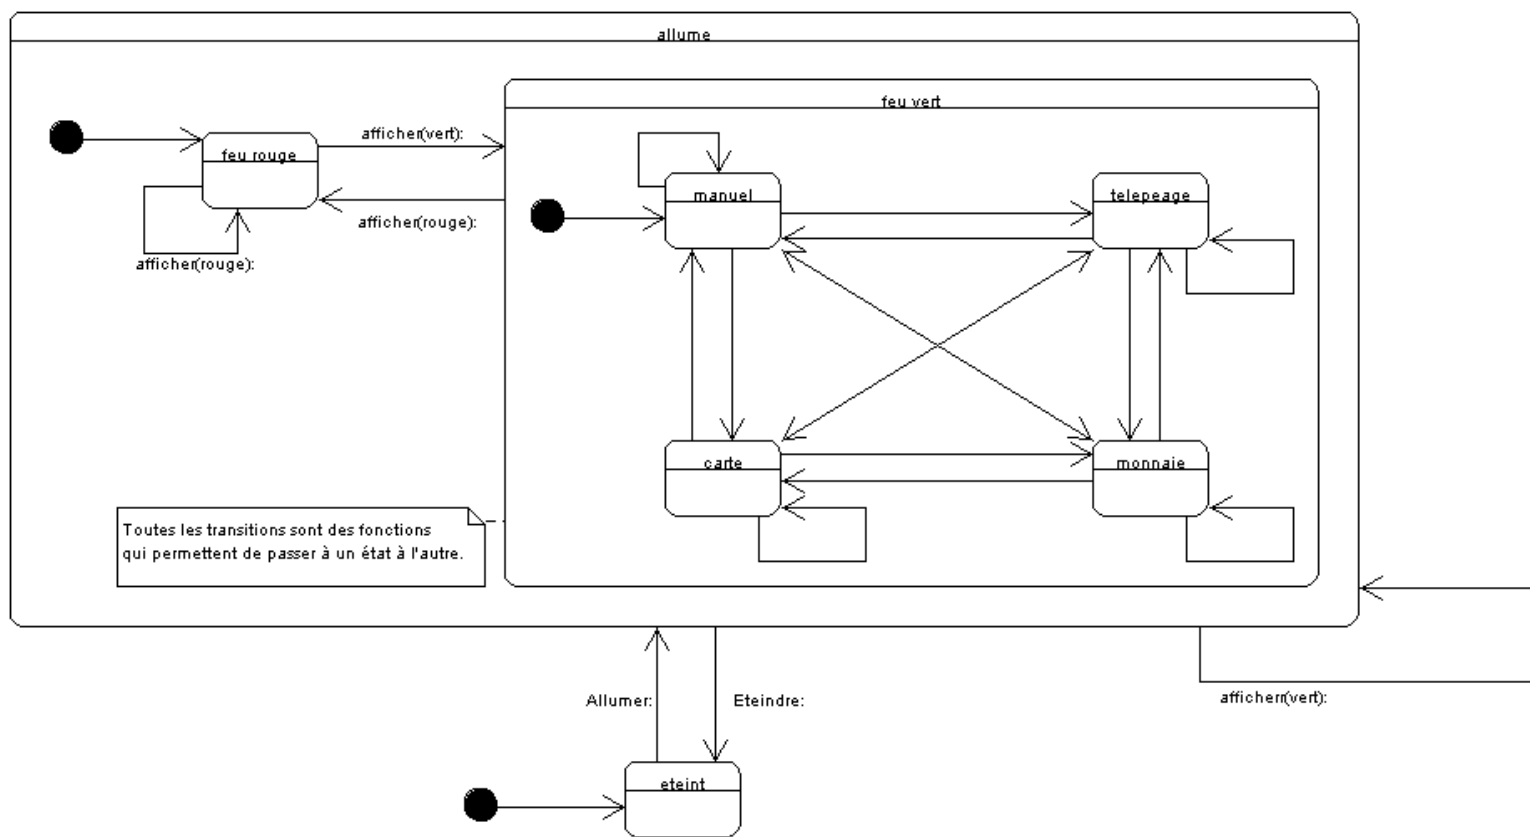 allume
feu vert
afficher(vert):
feu rouge
manuel
telepeage
afficher(rouge):
afficher(rouge):
carte
monnaie
Toutes les transitions sont des fonctions
qui permettent de passer à un état à l'autre.
Allumer:
Eteindre:
afficherr(vert):
eteint